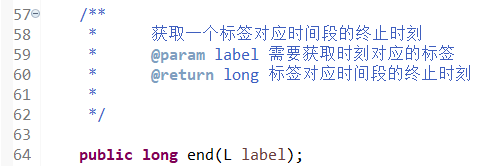 57 /**
58 * 获取一个标签对应时间段的终止时刻
59 * @param label 需要获取时刻对应的标签
60 * @return long 标签对应时间段的终止时刻
61 *
62 */
63
64 public long end(L label);